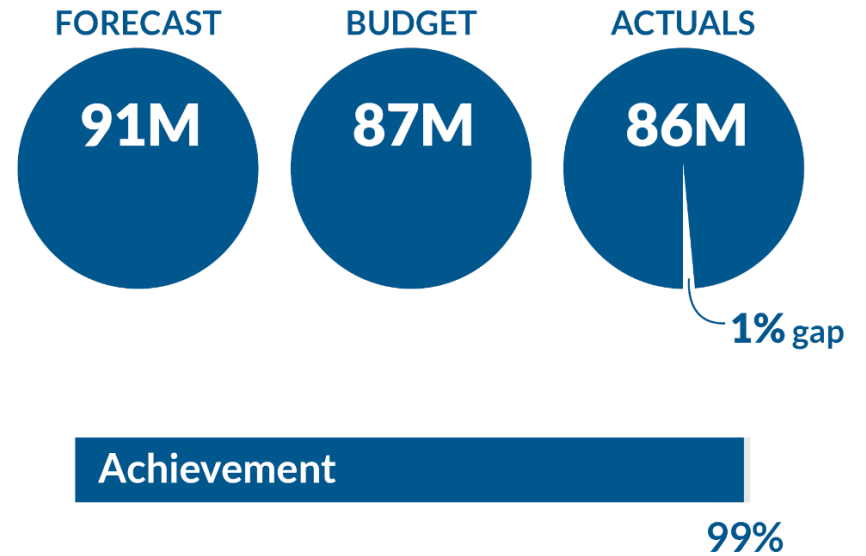 FORECAST BUDGET ACTUALS
91M 87M 86M
1% gap
Achievement
99%